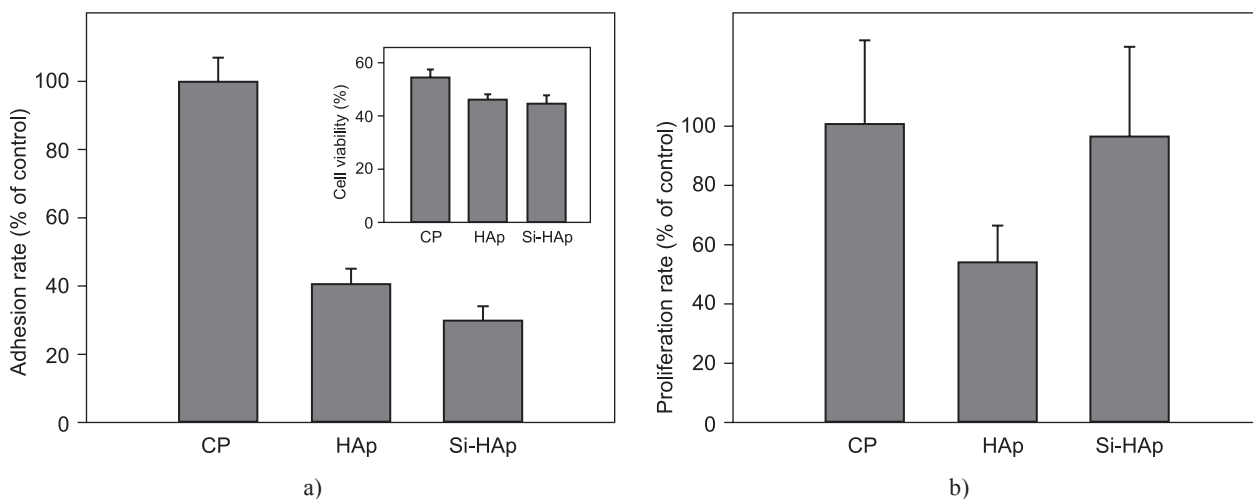 Adhesion rate (% of control)
100
80
60
40
20
0
CP
HAp
Si-HAp
Cell viability (%)
60
40
20
0
CP
HAp
Si-HAp
a)
Proliferation rate (% of control)
100
80
60
40
20
0
CP
HAp
Si-HAp
b)